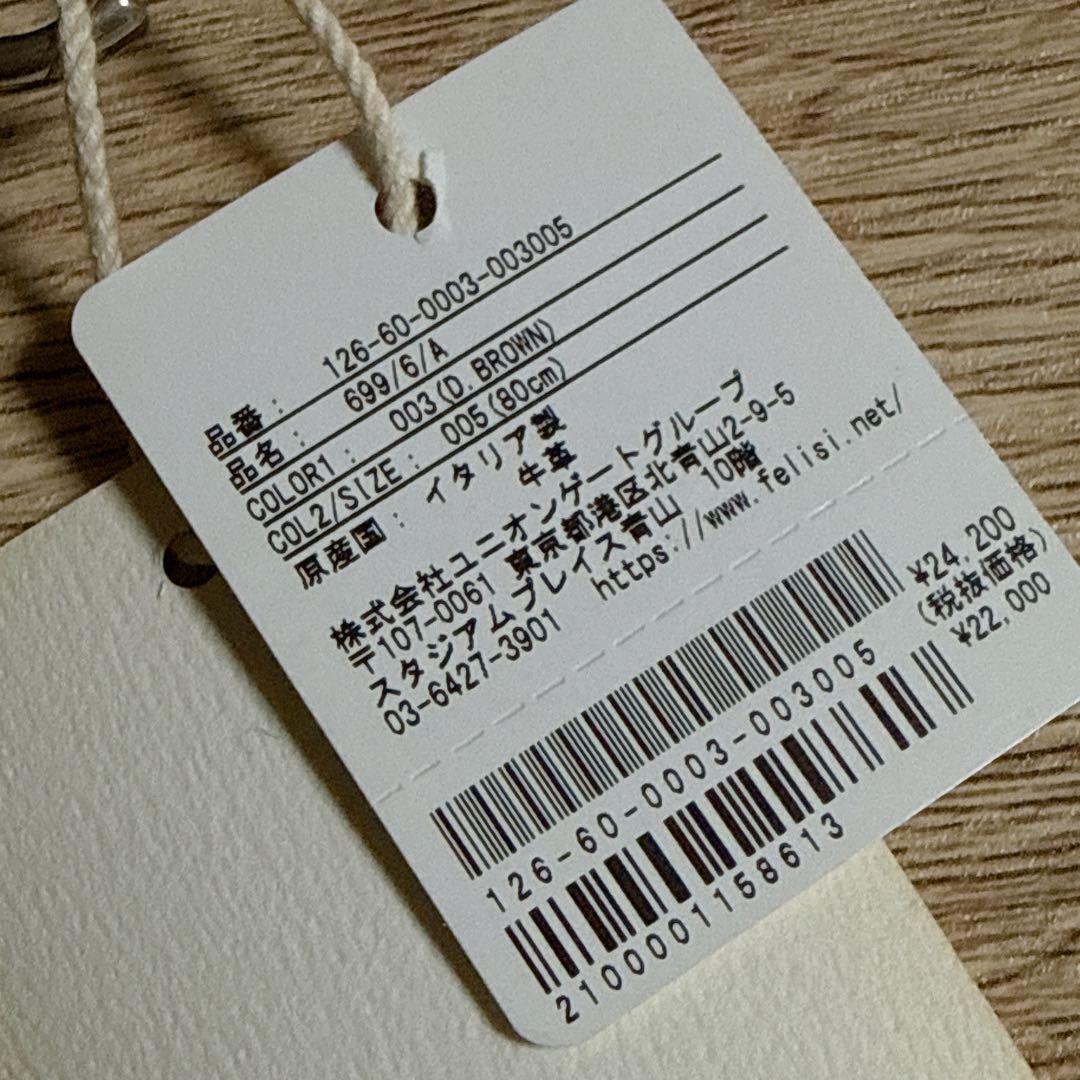 品番： 126-60-0003-003005
品名： 699/6/A
COLOR1： 003(D.BROWN)
COL2/SIZE： 005(80cm)
原産国： イタリア製
牛革
株式会社ユニオンゲートグループ
〒107-0061 東京都港区北青山2-9-5
スタジアムプレイス青山 10階
03-6427-3901 https://www.felisi.net/
¥24,200
(税抜価格)
¥22,000
126-60-0003-003005
2100001158613